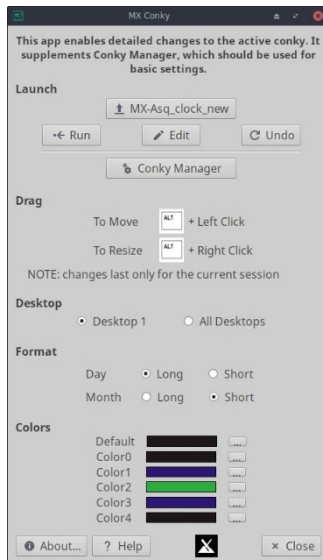 MX Conky
This app enables detailed changes to the active conky. It
supplements Conky Manager, which should be used for
basic settings.
Launch
MX-Asq_clock_new
Run Edit Undo
Conky Manager
Drag
To Move ALT + Left Click
To Resize ALT + Right Click
NOTE: changes last only for the current session
Desktop
Desktop 1 All Desktops
Format
Day Long Short
Month Long Short
Colors
Default ...
Color0 ...
Color1 ...
Color2 ...
Color3 ...
Color4 ...
About... ? Help × Close